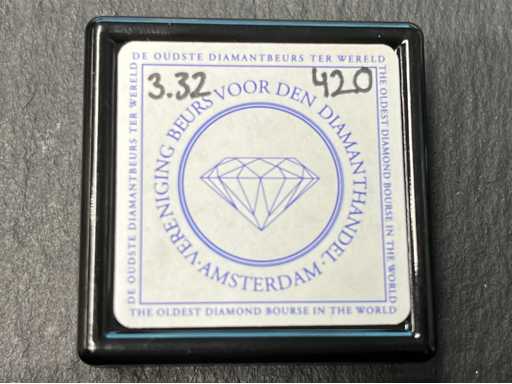 DE OUDSTE DIAMANTBEURS TER WERELD
3.32 420
VERENIGING BEURS VOOR DEN DIAMANTHANDEL
· AMSTERDAM ·
DE OUDSTE DIAMANTBEURS TER WERELD
THE OLDEST DIAMOND BOURSE IN THE WORLD
THE OLDEST DIAMOND BOURSE IN THE WORLD